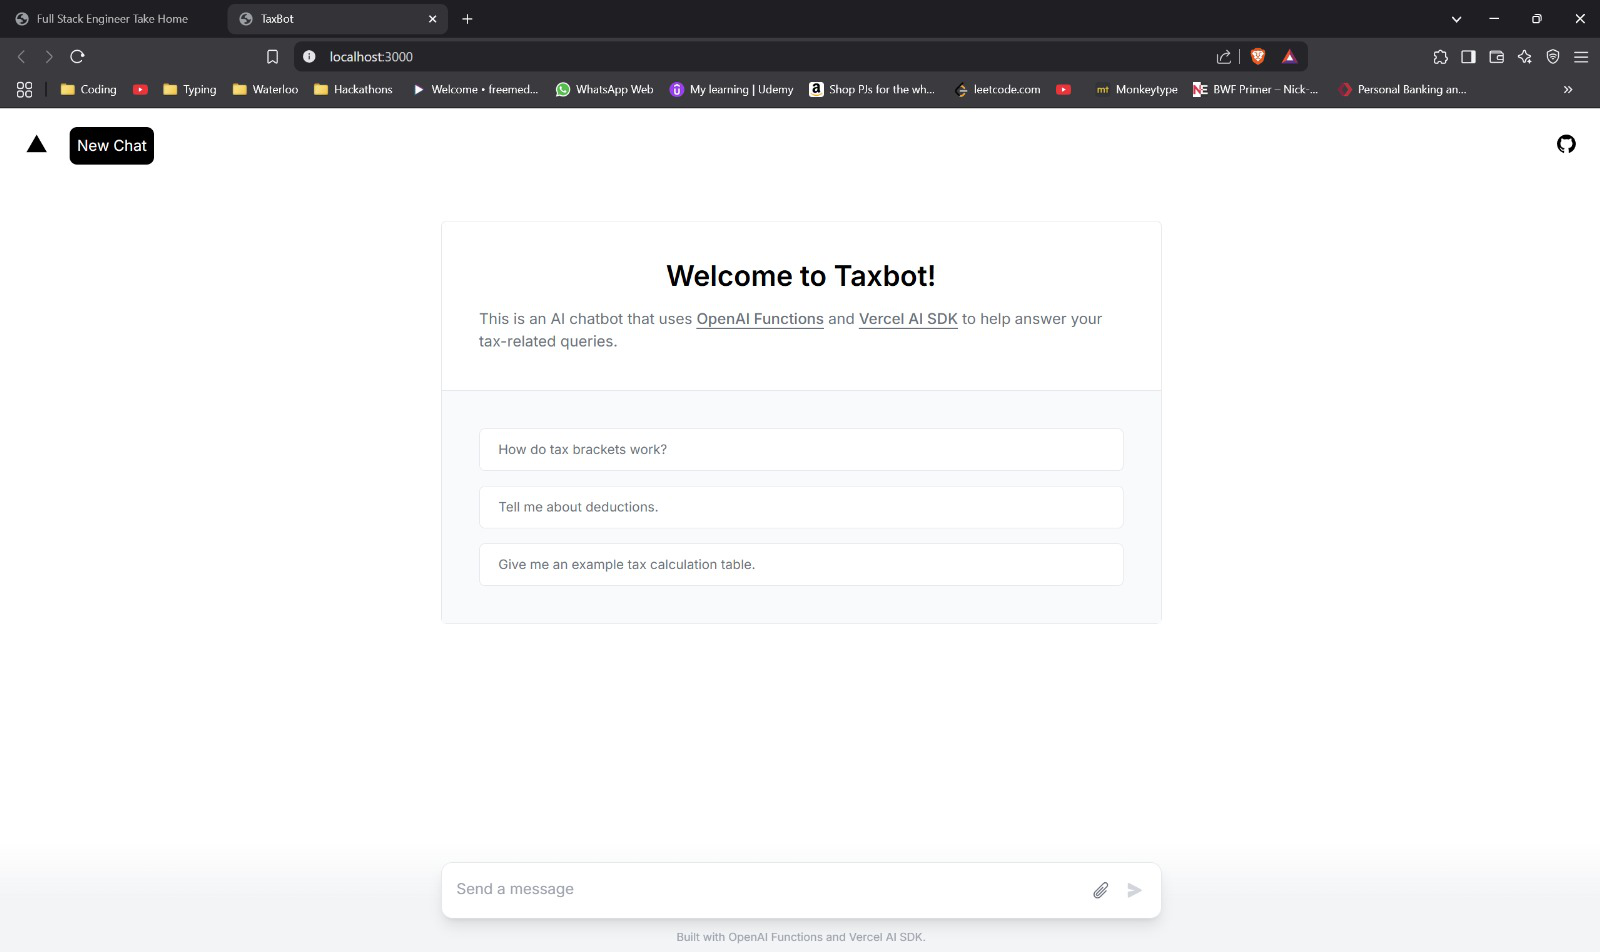 Full Stack Engineer Take Home
TaxBot
localhost:3000
Coding
Typing
Waterloo
Hackathons
Welcome • freemed...
WhatsApp Web
My learning | Udemy
Shop PJs for the wh...
leetcode.com
mt Monkeytype
BWF Primer – Nick-...
Personal Banking an...
New Chat
Welcome to Taxbot!
This is an AI chatbot that uses OpenAI Functions and Vercel AI SDK to help answer your
tax-related queries.
How do tax brackets work?
Tell me about deductions.
Give me an example tax calculation table.
Send a message
Built with OpenAI Functions and Vercel AI SDK.